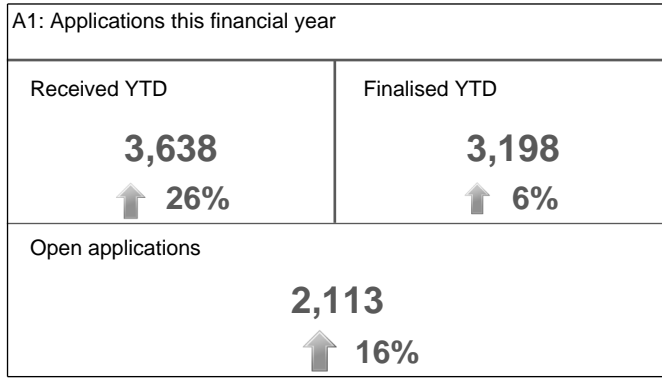 A1: Applications this financial year
Received YTD
3,638
26%
Finalised YTD
3,198
6%
Open applications
2,113
16%